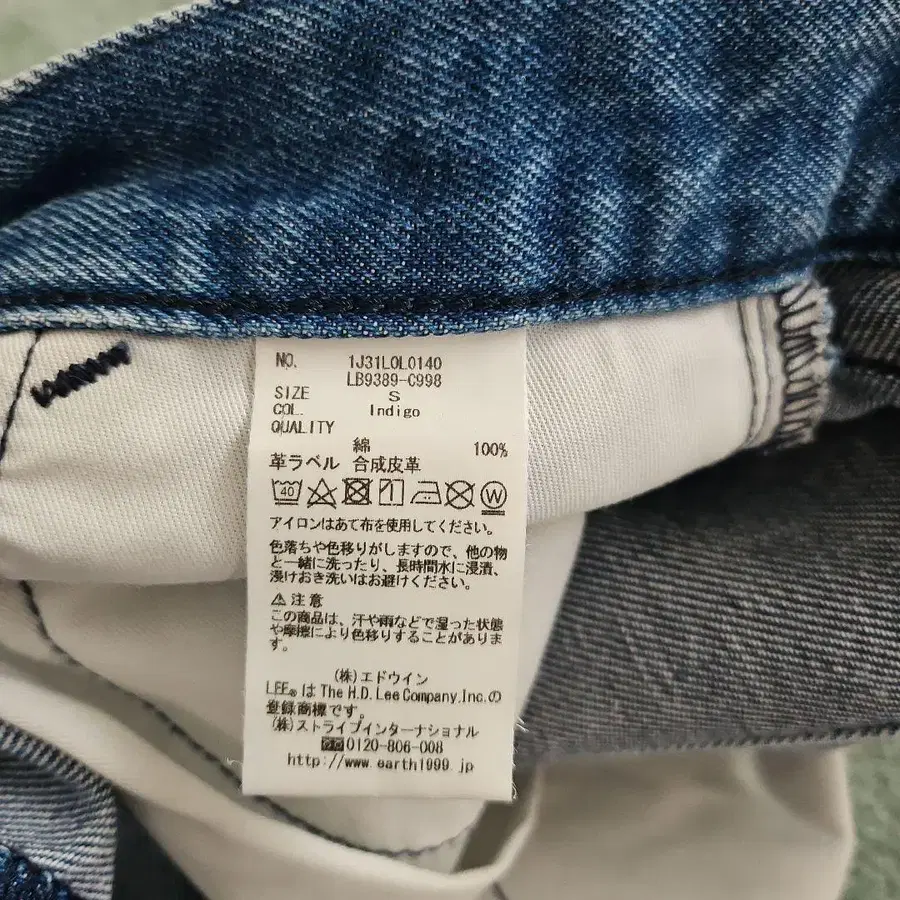 NO. 1J31L0L0140
LB9389-C998
SIZE S
COL. Indigo
QUALITY
綿 100%
革ラベル 合成皮革
40 W
アイロンはあて布を使用してください。
色落ちや色移りがしますので、他の物
と一緒に洗ったり、長時間水に浸漬、
浸けおき洗いはお避けください。
⚠注意
この商品は、汗や雨などで湿った状態
や摩擦により色移りすることがありま
す。
(株)エドウイン
LEE® は The H.D. Lee Company, Inc. の
登録商標です。
(株)ストライプインターナショナル
0120-806-008
http://www.earth1999.jp